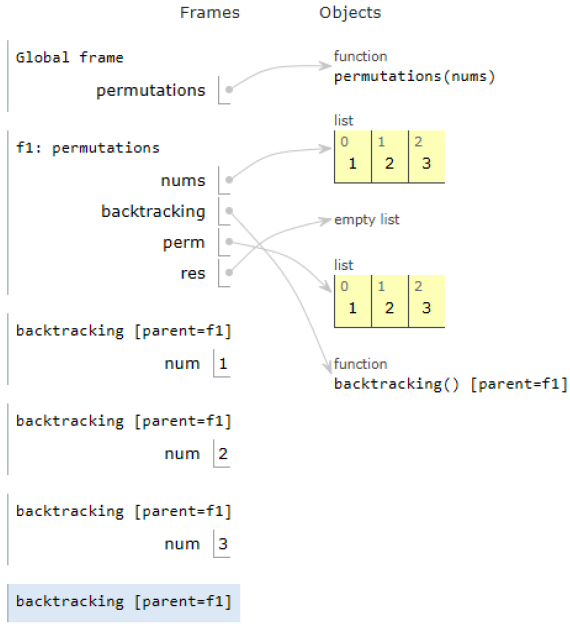 Frames Objects
Global frame
permutations
function
permutations(nums)
f1: permutations
nums
backtracking
perm
res
list
0 1 2
1 2 3
empty list
list
0 1 2
1 2 3
function
backtracking() [parent=f1]
backtracking [parent=f1]
num 1
backtracking [parent=f1]
num 2
backtracking [parent=f1]
num 3
backtracking [parent=f1]